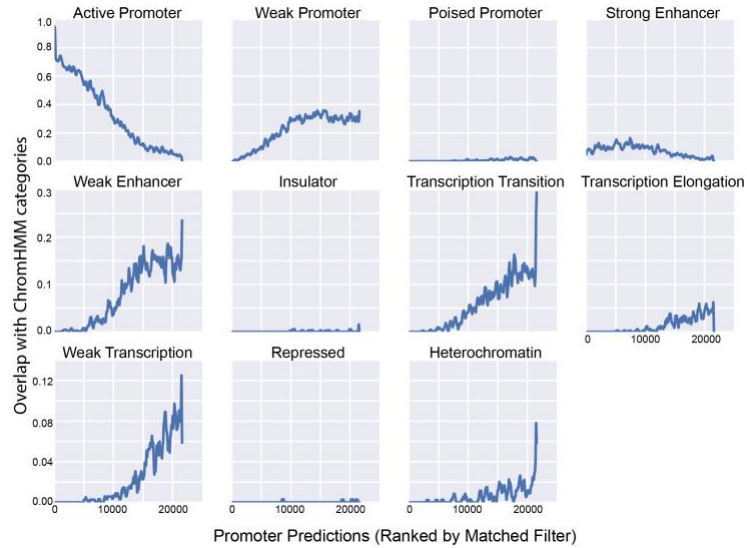 Active Promoter
Weak Promoter
Poised Promoter
Strong Enhancer
1.0
0.8
0.6
0.4
0.2
0.0
Weak Enhancer
Insulator
Transcription Transition
Transcription Elongation
0.3
0.2
0.1
0.0
0 10000 20000
Weak Transcription
Repressed
Heterochromatin
0.12
0.08
0.04
0.00
0 10000 20000
0 10000 20000
0 10000 20000
Overlap with ChromHMM categories
Promoter Predictions (Ranked by Matched Filter)